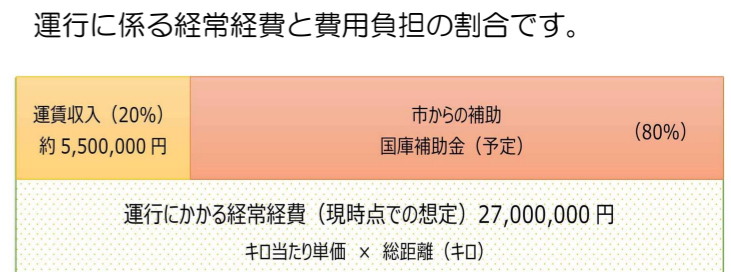 運行に係る経常経費と費用負担の割合です。
運賃収入（20%）
約 5,500,000 円
市からの補助
国庫補助金（予定）
（80%）
運行にかかる経常経費（現時点での想定）27,000,000 円
キロ当たり単価 × 総距離（キロ）